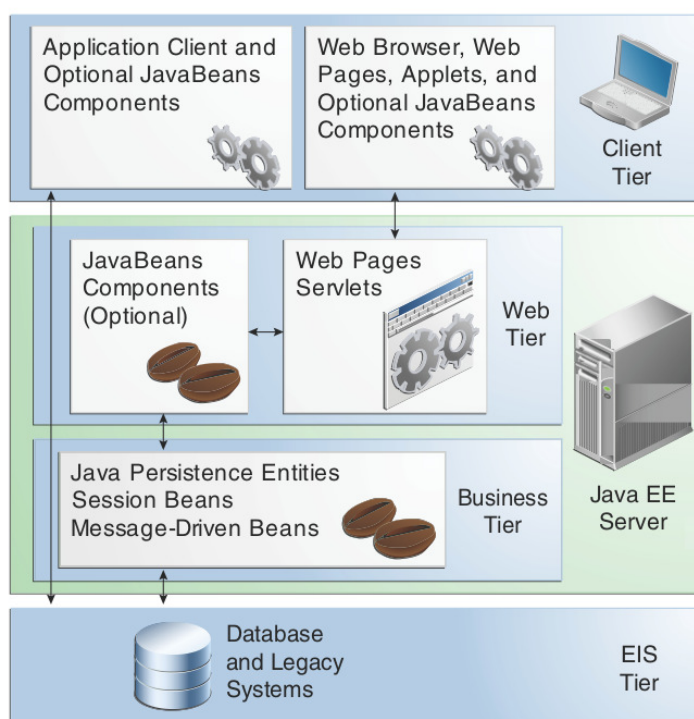 Application Client and
Optional JavaBeans
Components
Web Browser, Web
Pages, Applets, and
Optional JavaBeans
Components
Client
Tier
JavaBeans
Components
(Optional)
Web Pages
Servlets
Web
Tier
Java Persistence Entities
Session Beans
Message-Driven Beans
Business
Tier
Java EE
Server
Database
and Legacy
Systems
EIS
Tier